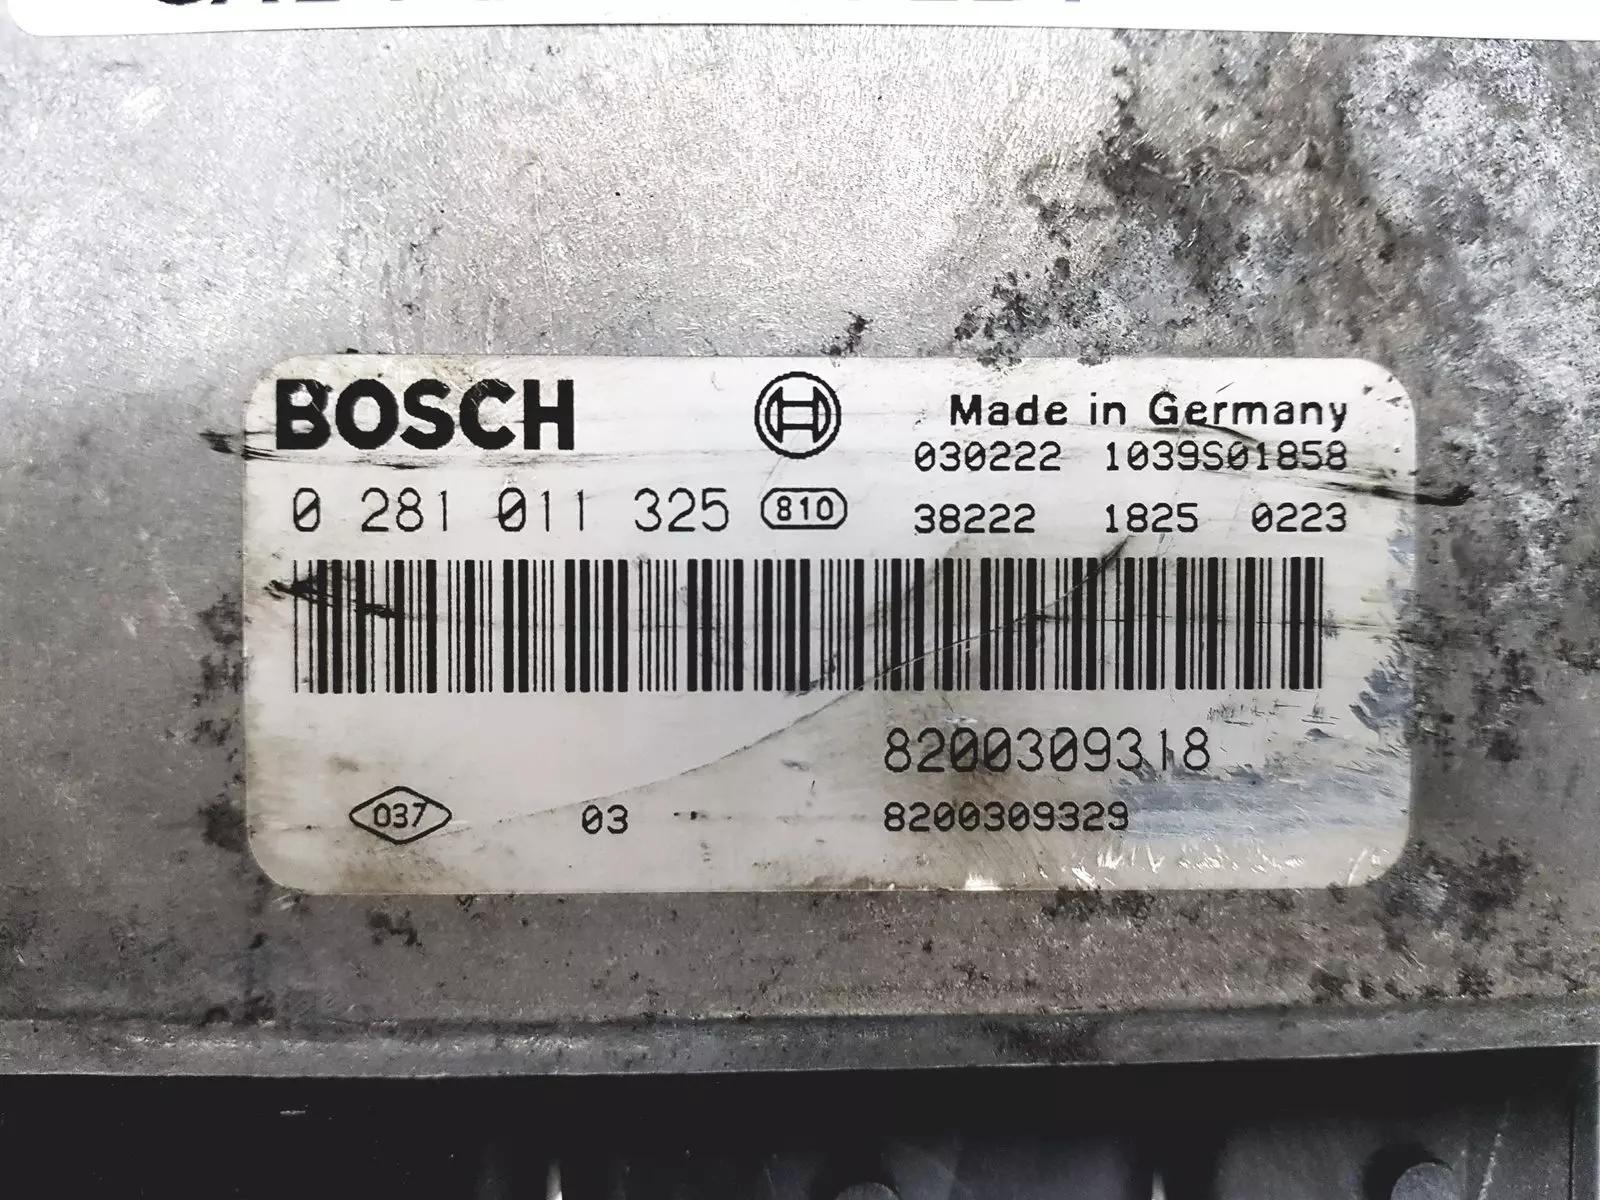 BOSCH
Made in Germany
030222 1039S01858
0 281 011 325 810 38222 1825 0223
8200309318
037 03 8200309329